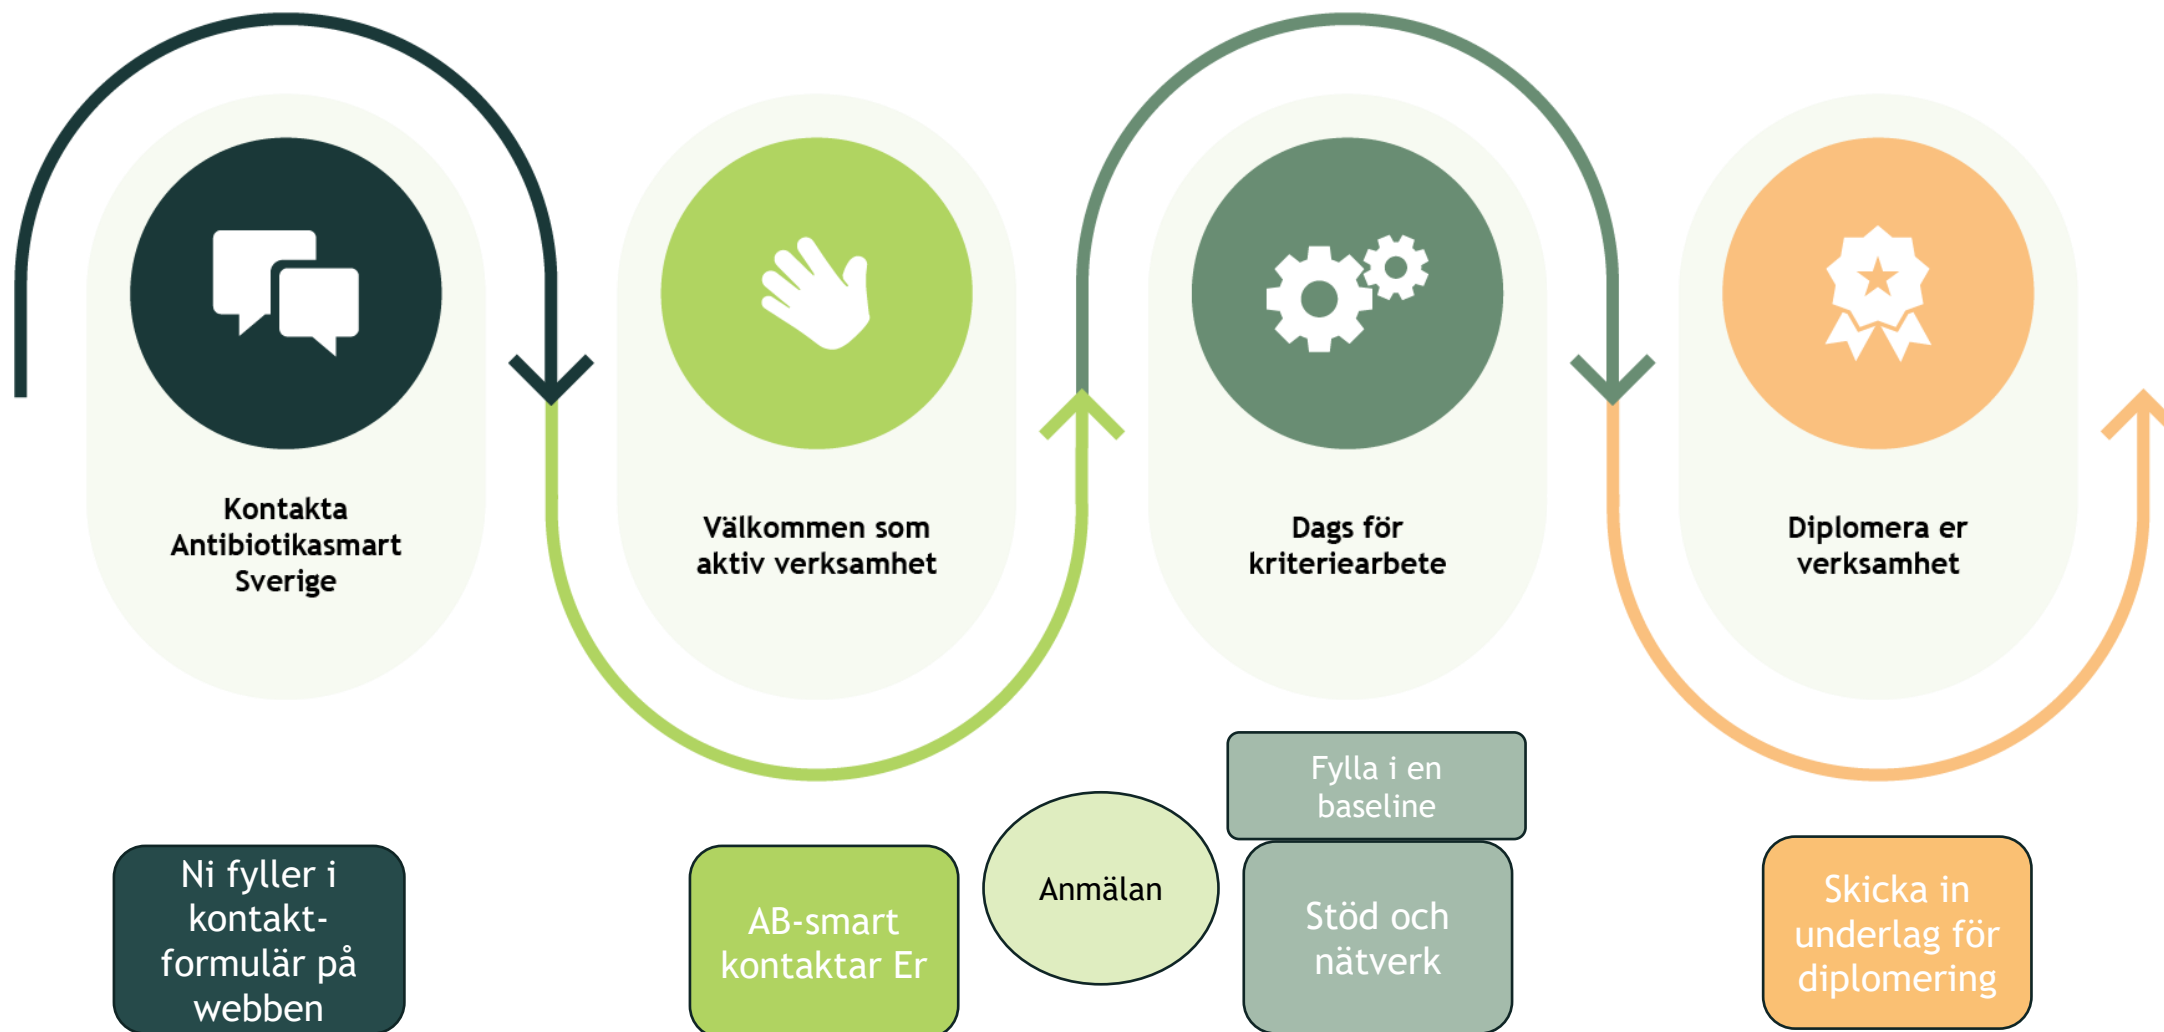 Kontakta
Antibiotikasmart
Sverige
Välkommen som
aktiv verksamhet
Dags för
kriteriearbete
Diplomera er
verksamhet
Ni fyller i
kontakt-
formulär på
webben
AB-smart
kontaktar Er
Anmälan
Fylla i en
baseline
Stöd och
nätverk
Skicka in
underlag för
diplomering